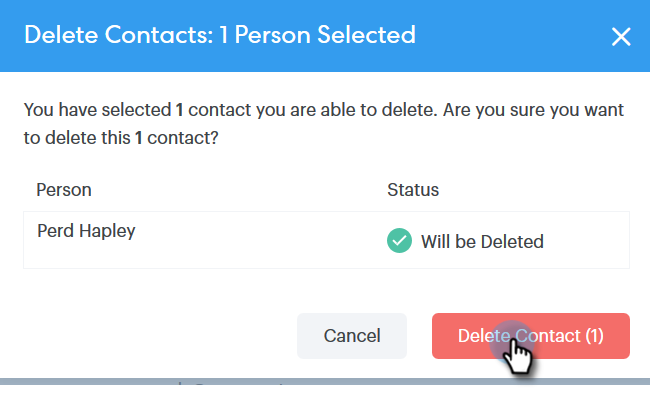 Delete Contacts: 1 Person Selected
You have selected 1 contact you are able to delete. Are you sure you want
to delete this 1 contact?
Person Status
Perd Hapley Will be Deleted
Cancel Delete Contact (1)